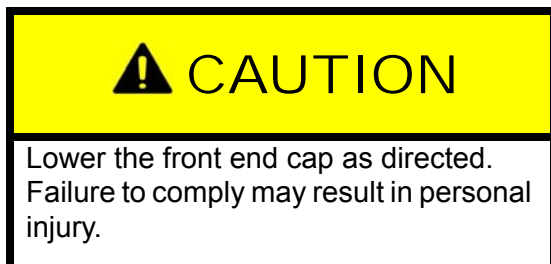 CAUTION
Lower the front end cap as directed.
Failure to comply may result in personal
injury.